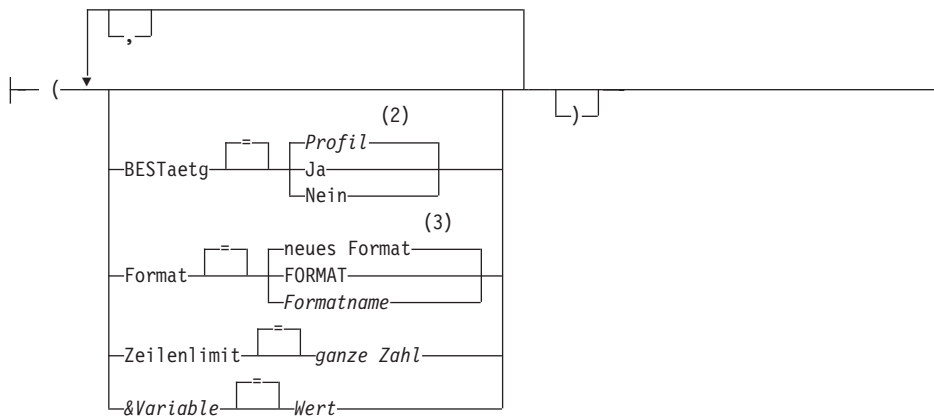 ,
(
)
(2)
Profil
BESTaetg = Ja
Nein
(3)
neues Format
Format = FORMAT
Formatname
Zeilenlimit = ganze Zahl
&Variable = Wert